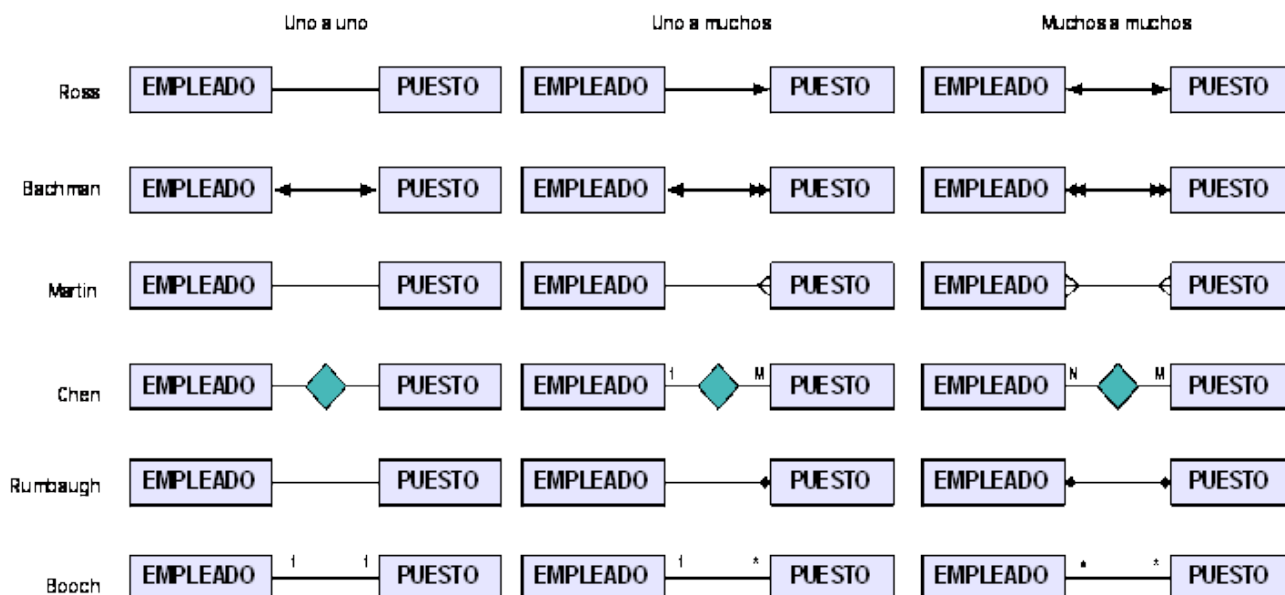 Uno a uno Uno a muchos Muchos a muchos
Ross EMPLEADO PUESTO EMPLEADO PUESTO EMPLEADO PUESTO
Bachman EMPLEADO PUESTO EMPLEADO PUESTO EMPLEADO PUESTO
Martin EMPLEADO PUESTO EMPLEADO PUESTO EMPLEADO PUESTO
Chen EMPLEADO PUESTO EMPLEADO 1 M PUESTO EMPLEADO N M PUESTO
Rumbaugh EMPLEADO PUESTO EMPLEADO PUESTO EMPLEADO PUESTO
Booch EMPLEADO 1 1 PUESTO EMPLEADO 1 * PUESTO EMPLEADO * * PUESTO